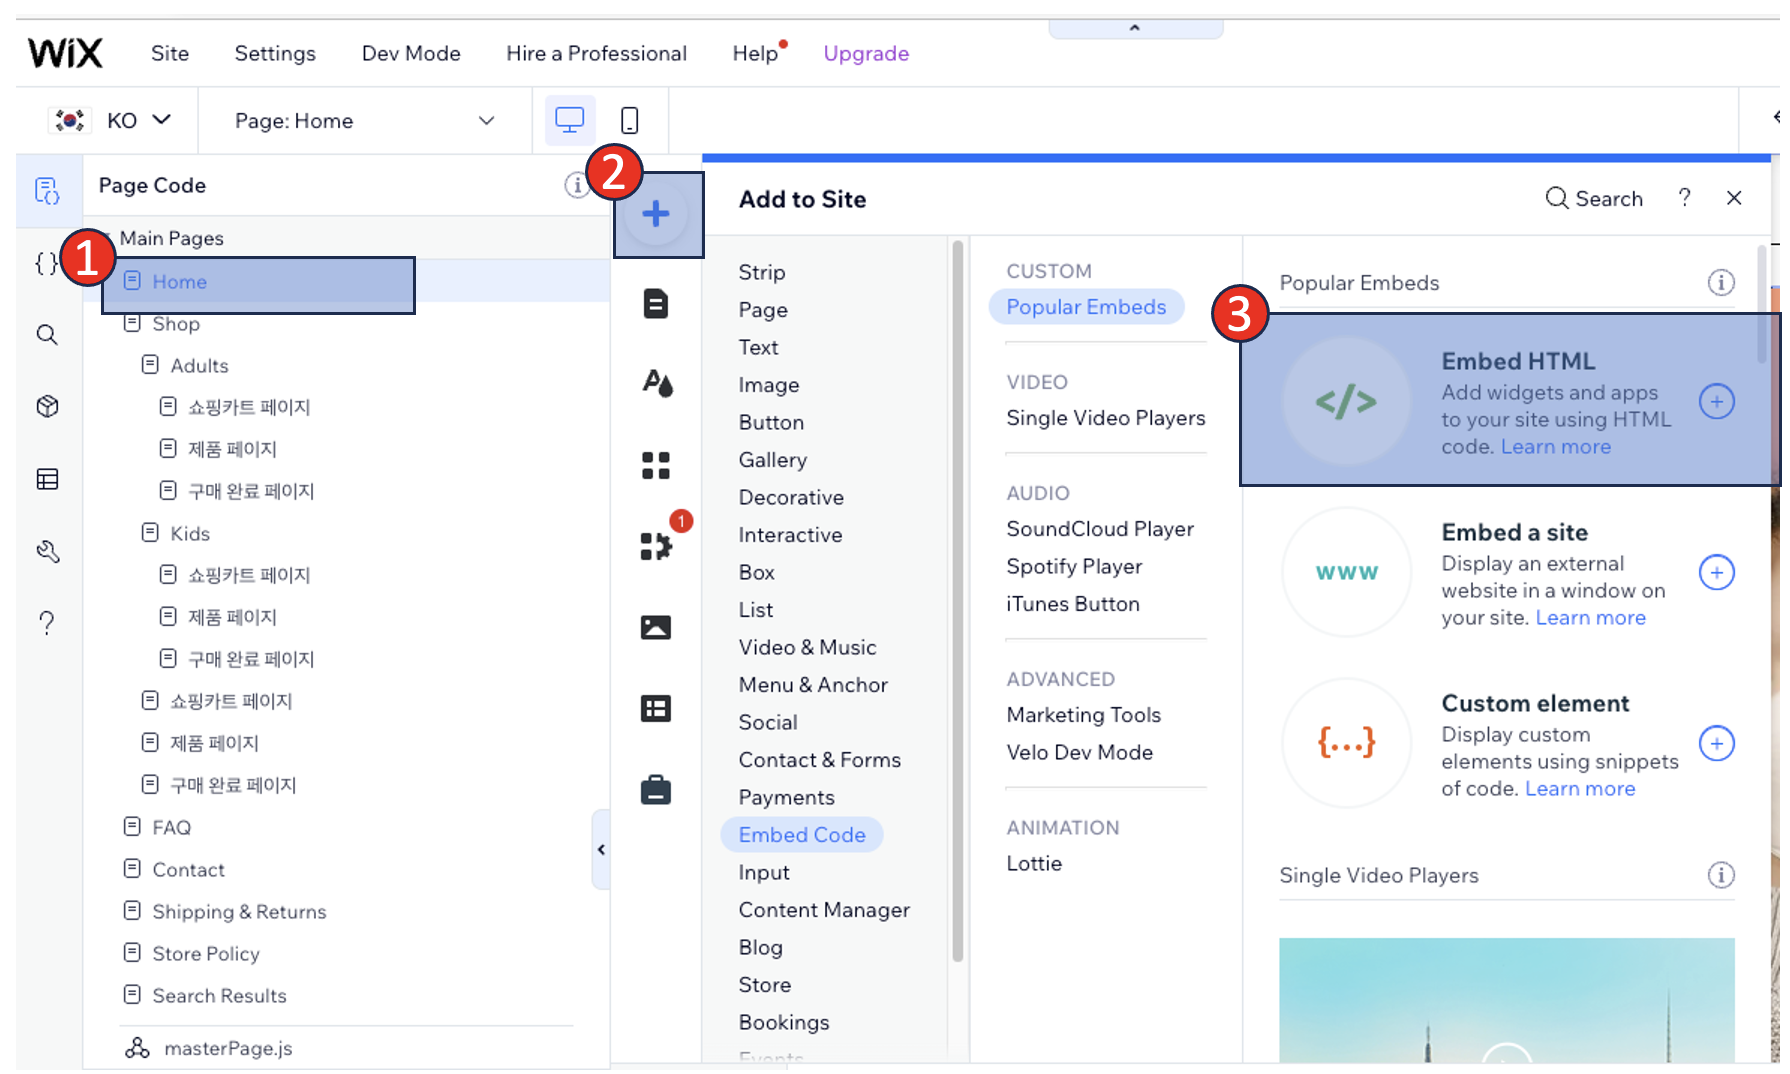 WiX
Site
Settings
Dev Mode
Hire a Professional
Help
Upgrade
KO
Page: Home
Page Code
Main Pages
1
Home
Shop
Adults
쇼핑카트 페이지
제품 페이지
구매 완료 페이지
Kids
쇼핑카트 페이지
제품 페이지
구매 완료 페이지
쇼핑카트 페이지
제품 페이지
구매 완료 페이지
FAQ
Contact
Shipping & Returns
Store Policy
Search Results
masterPage.js
2
1
Add to Site
Search
?
Strip
Page
Text
Image
Button
Gallery
Decorative
Interactive
Box
List
Video & Music
Menu & Anchor
Social
Contact & Forms
Payments
Embed Code
Input
Content Manager
Blog
Store
Bookings
Events
CUSTOM
Popular Embeds
VIDEO
Single Video Players
AUDIO
SoundCloud Player
Spotify Player
iTunes Button
ADVANCED
Marketing Tools
Velo Dev Mode
ANIMATION
Lottie
Popular Embeds
3
</>
Embed HTML
Add widgets and apps
to your site using HTML
code. Learn more
www
Embed a site
Display an external
website in a window on
your site. Learn more
{...}
Custom element
Display custom
elements using snippets
of code. Learn more
Single Video Players